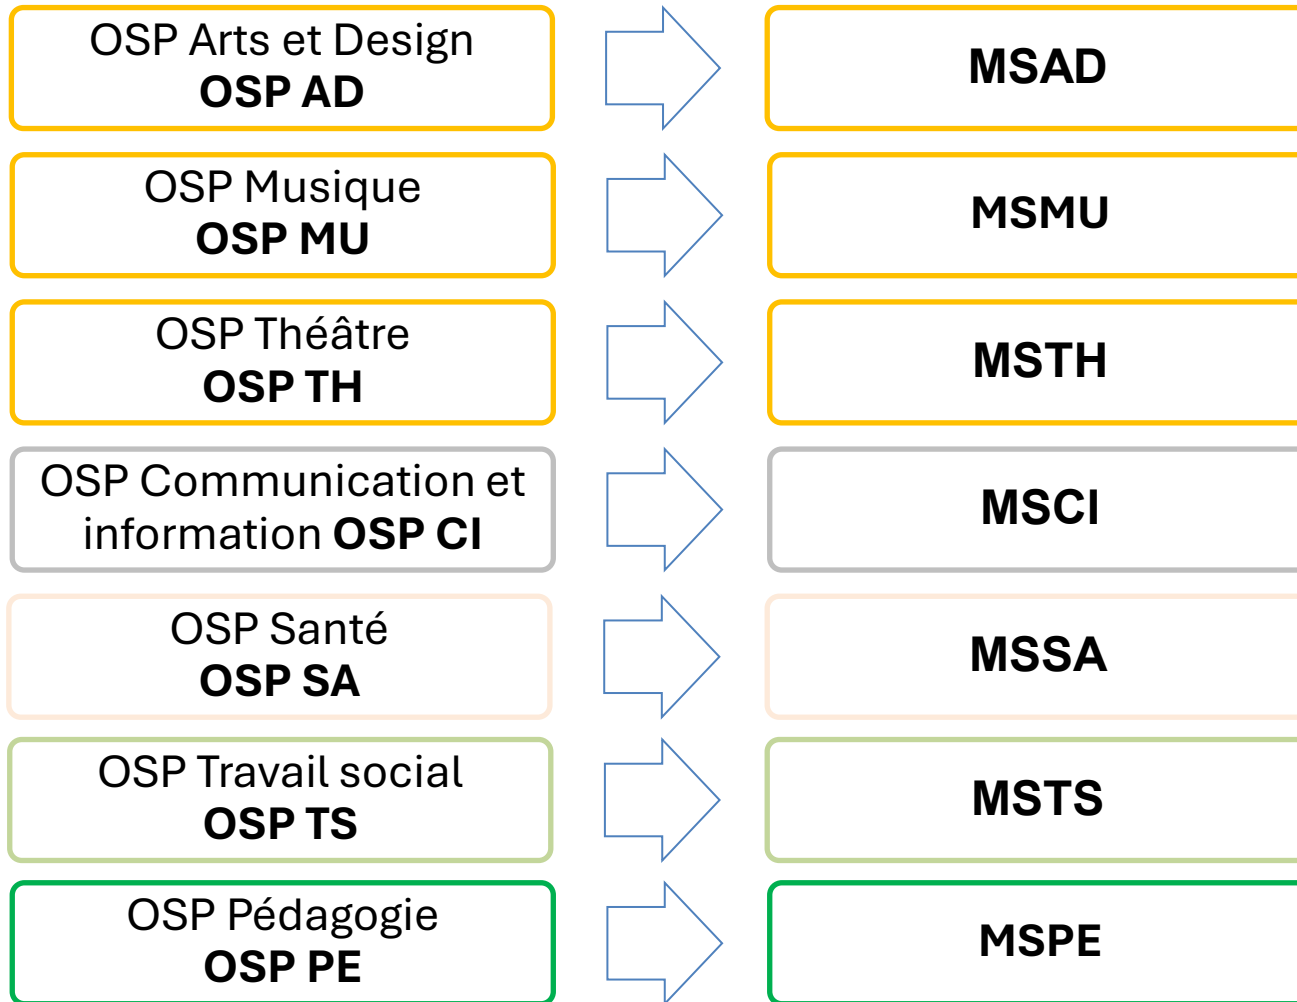 OSP Arts et Design
OSP AD
MSAD
OSP Musique
OSP MU
MSMU
OSP Théâtre
OSP TH
MSTH
OSP Communication et
information OSP CI
MSCI
OSP Santé
OSP SA
MSSA
OSP Travail social
OSP TS
MSTS
OSP Pédagogie
OSP PE
MSPE